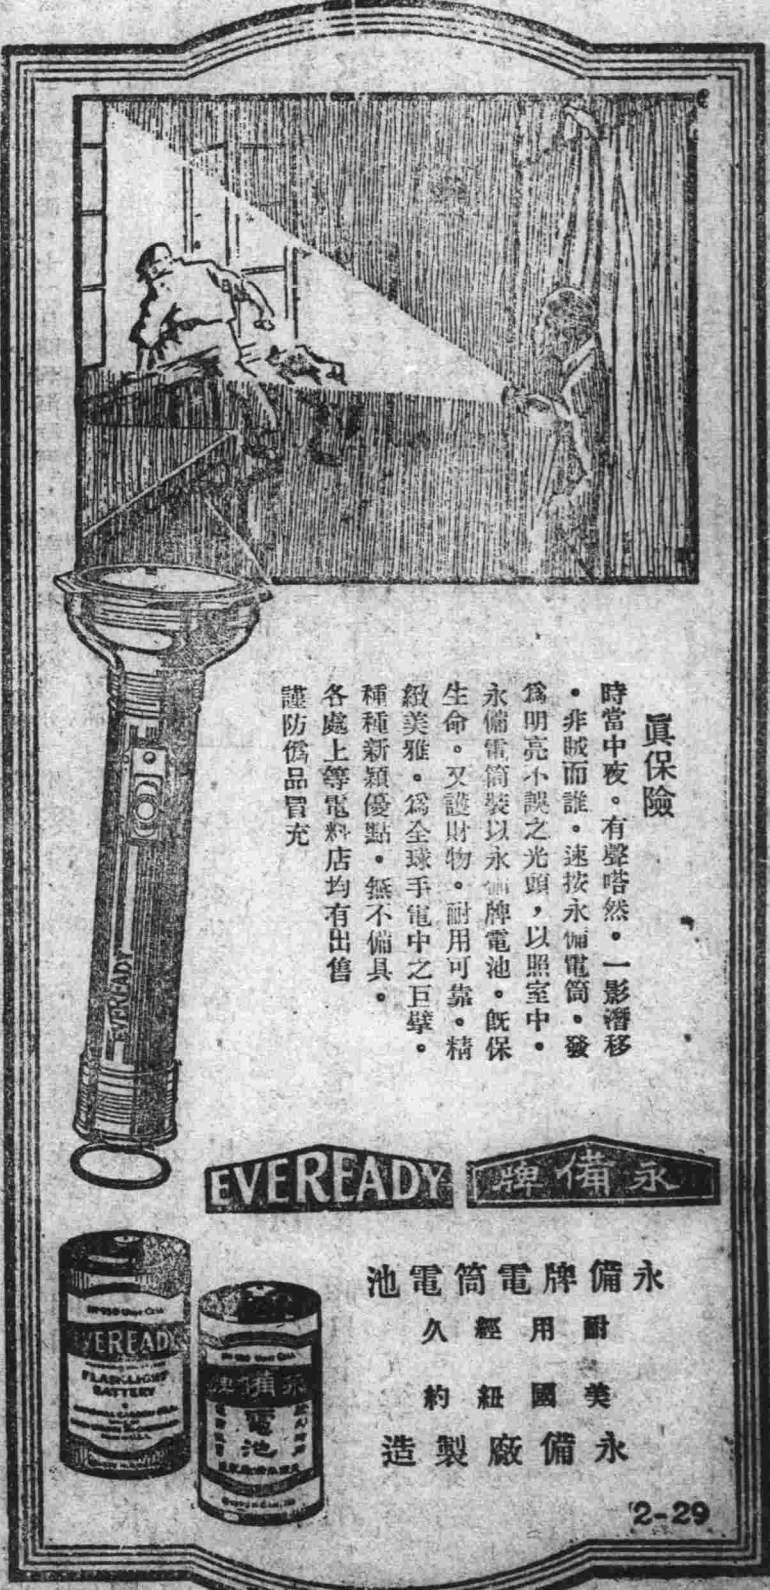 眞保險
時當中夜。有聲嗒然。一影潛移
。非賊而誰。速按永備電筒。發
爲明亮不誤之光頭，以照室中。
永備電筒裝以永備牌電池。旣保
生命。又護財物。耐用可靠。精
緻美雅。爲全球手電中之巨擘。
種種新穎優點。無不備具。
各處上等電料店均有出售
謹防僞品冒充
EVEREADY
EVEREADY
永備牌
永備牌電筒電池
耐用經久
美國紐約
永備廠製造
EVEREADY
FLASHLIGHT
BATTERY
永備牌
電池
2-29